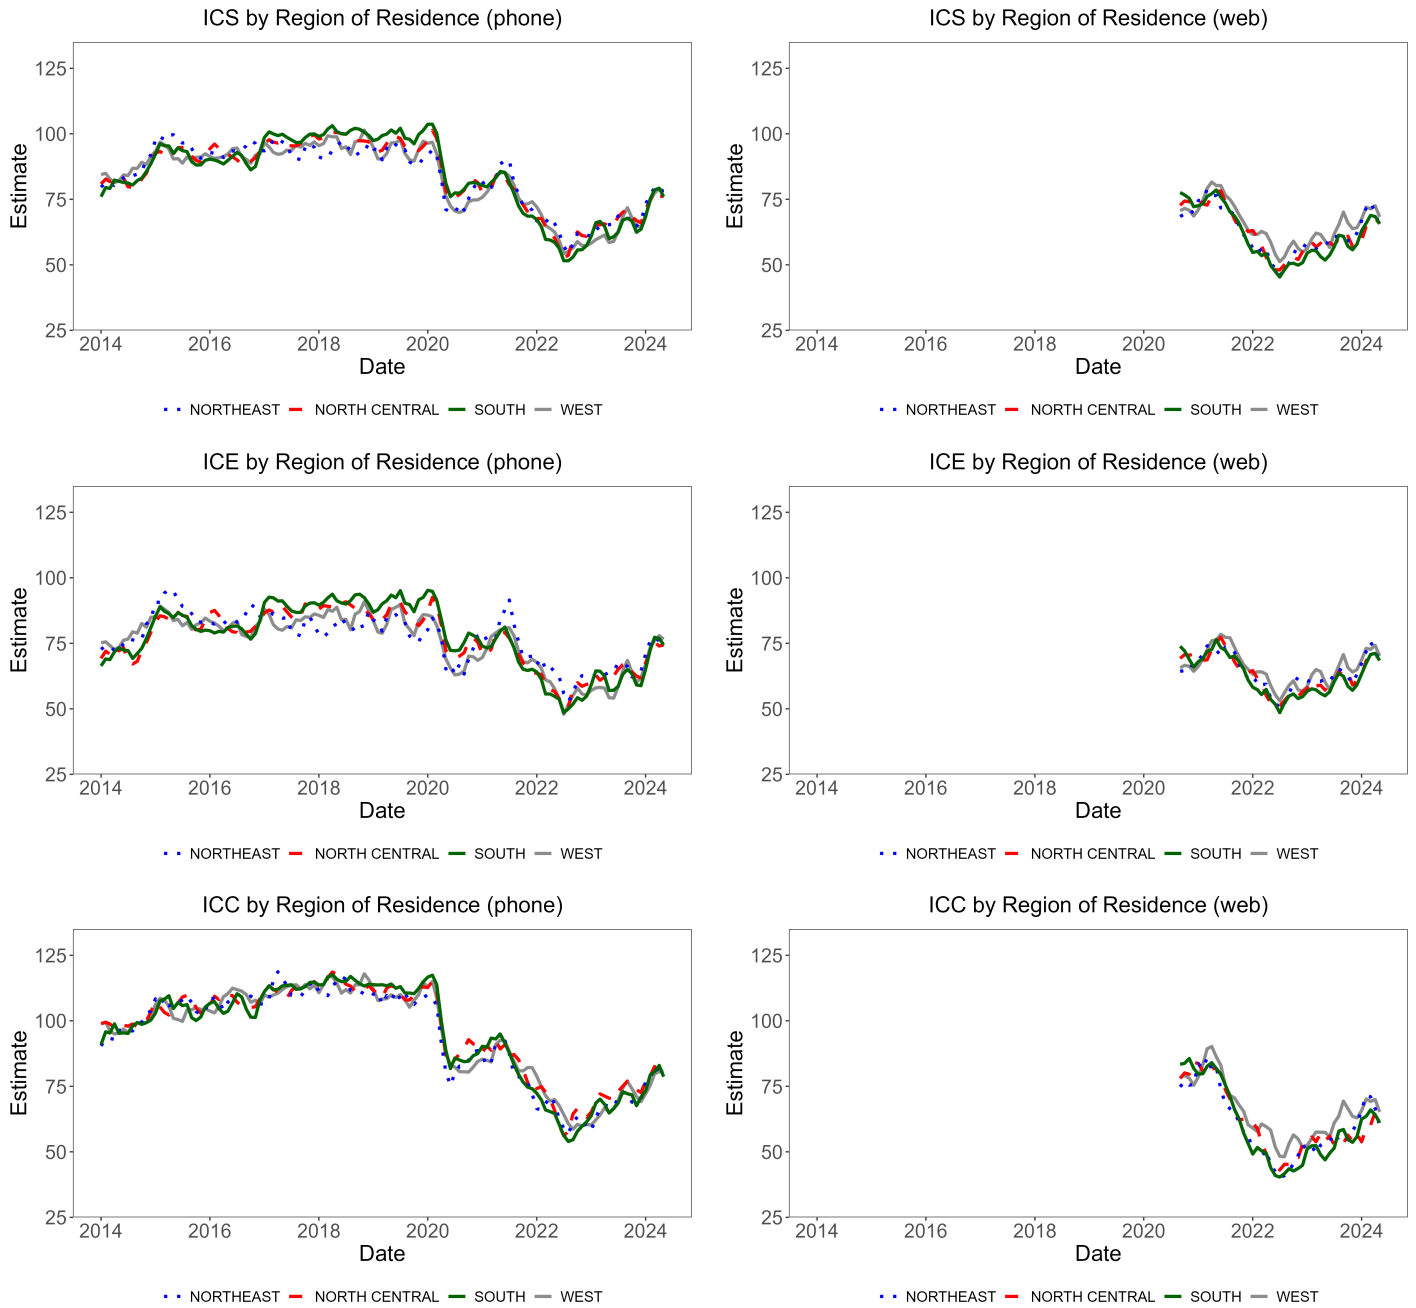 ICS by Region of Residence (phone)
125
100
75
50
25
Estimate
2014 2016 2018 2020 2022 2024
Date
NORTHEAST NORTH CENTRAL SOUTH WEST
ICS by Region of Residence (web)
125
100
75
50
25
Estimate
2014 2016 2018 2020 2022 2024
Date
NORTHEAST NORTH CENTRAL SOUTH WEST
ICE by Region of Residence (phone)
125
100
75
50
25
Estimate
2014 2016 2018 2020 2022 2024
Date
NORTHEAST NORTH CENTRAL SOUTH WEST
ICE by Region of Residence (web)
125
100
75
50
25
Estimate
2014 2016 2018 2020 2022 2024
Date
NORTHEAST NORTH CENTRAL SOUTH WEST
ICC by Region of Residence (phone)
125
100
75
50
25
Estimate
2014 2016 2018 2020 2022 2024
Date
NORTHEAST NORTH CENTRAL SOUTH WEST
ICC by Region of Residence (web)
125
100
75
50
25
Estimate
2014 2016 2018 2020 2022 2024
Date
NORTHEAST NORTH CENTRAL SOUTH WEST